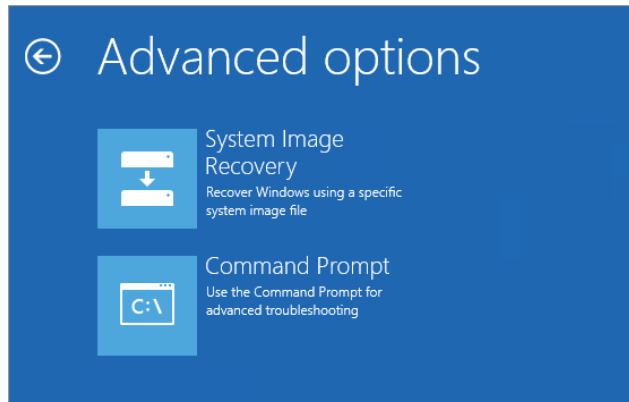 Advanced options
System Image
Recovery
Recover Windows using a specific
system image file
C:\
Command Prompt
Use the Command Prompt for
advanced troubleshooting